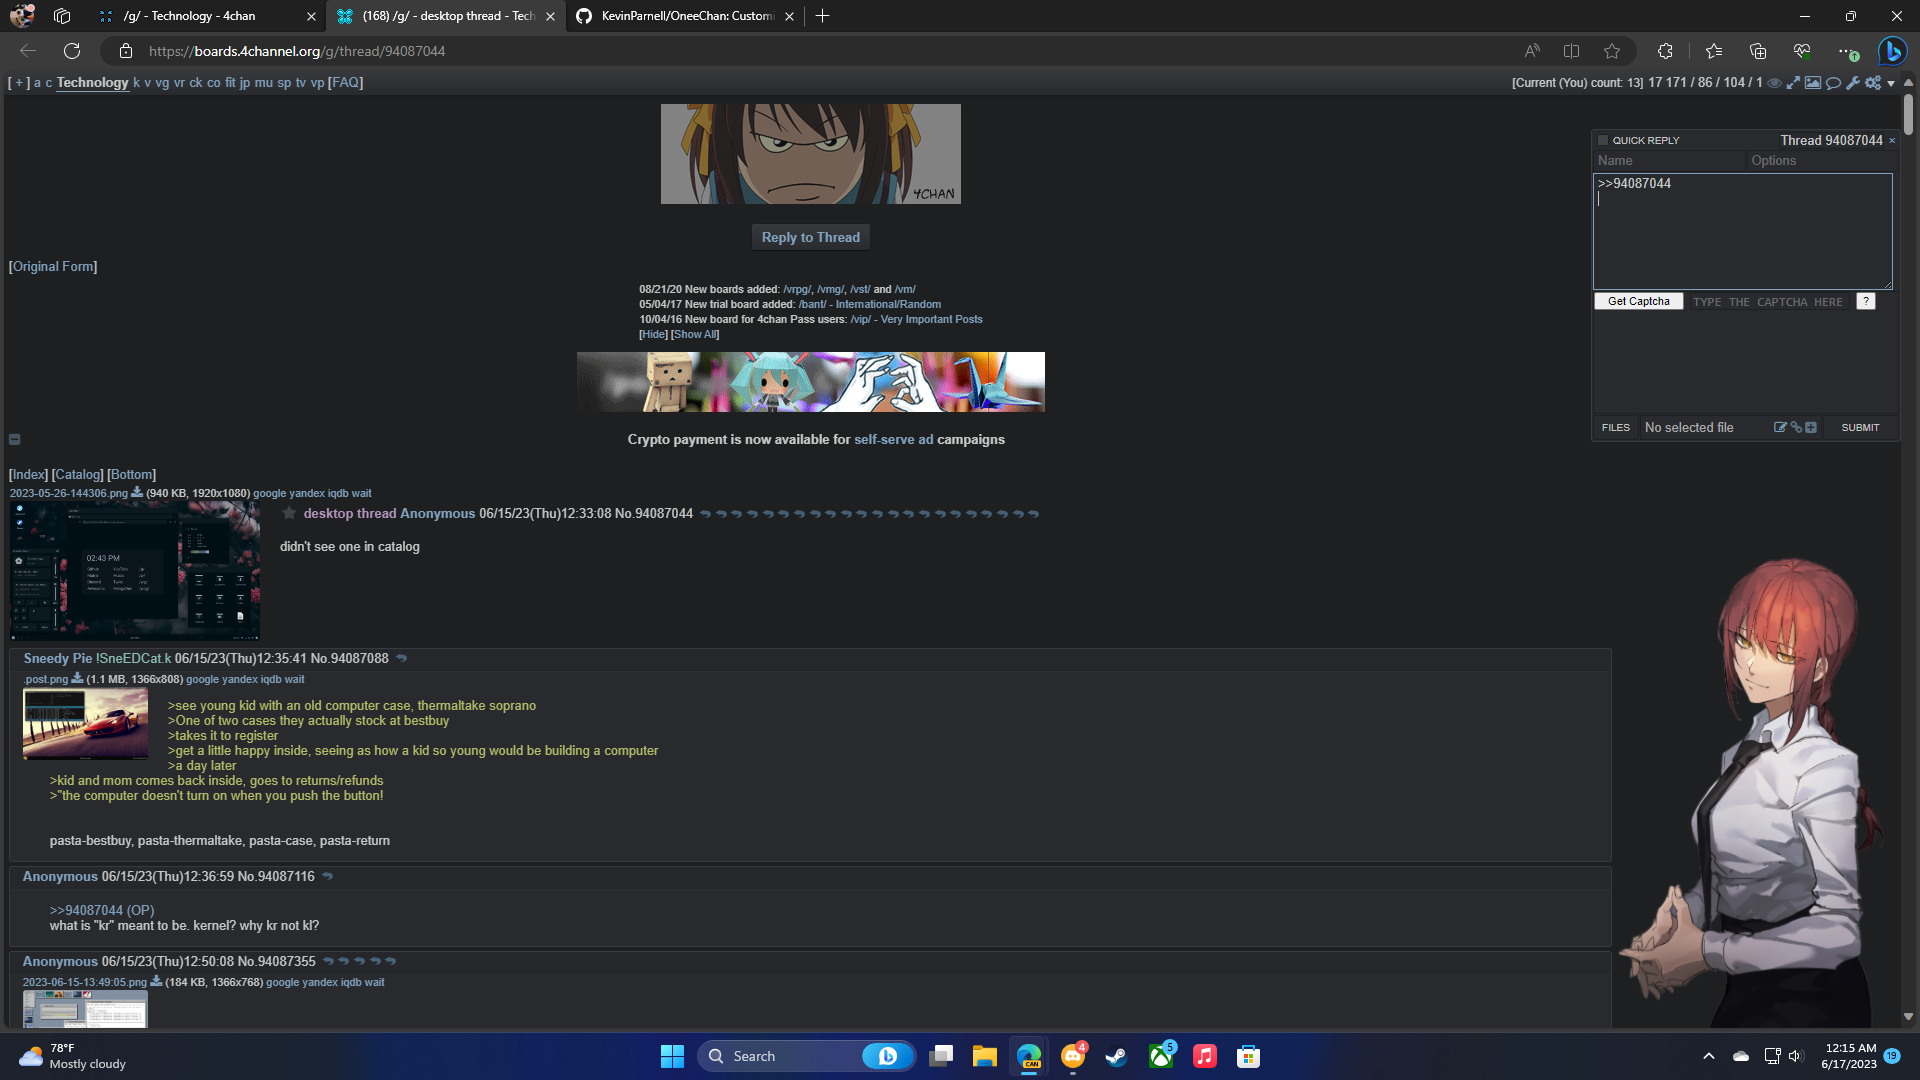 /g/ - Technology - 4chan
(168) /g/ - desktop thread - Tech
KevinParnell/OneeChan: Customi
https://boards.4channel.org/g/thread/94087044
[ + ] a c Technology k v vg vr ck co fit jp mu sp tv vp [FAQ]
[Current (You) count: 13] 17 171 / 86 / 104 / 1
4CHAN
QUICK REPLY
Thread 94087044 ×
Name
Options
>>94087044
Get Captcha
TYPE THE CAPTCHA HERE
?
FILES
No selected file
SUBMIT
Reply to Thread
[Original Form]
08/21/20 New boards added: /vrpg/, /vmg/, /vst/ and /vm/
05/04/17 New trial board added: /bant/ - International/Random
10/04/16 New board for 4chan Pass users: /vip/ - Very Important Posts
[Hide] [Show All]
Crypto payment is now available for self-serve ad campaigns
[Index] [Catalog] [Bottom]
2023-05-26-144306.png (940 KB, 1920x1080) google yandex iqdb wait
02:43 PM
desktop thread Anonymous 06/15/23(Thu)12:33:08 No.94087044
didn't see one in catalog
Sneedy Pie !SneEDCat.k 06/15/23(Thu)12:35:41 No.94087088
.post.png (1.1 MB, 1366x808) google yandex iqdb wait
>see young kid with an old computer case, thermaltake soprano
>One of two cases they actually stock at bestbuy
>takes it to register
>get a little happy inside, seeing as how a kid so young would be building a computer
>a day later
>kid and mom comes back inside, goes to returns/refunds
>"the computer doesn't turn on when you push the button!
pasta-bestbuy, pasta-thermaltake, pasta-case, pasta-return
Anonymous 06/15/23(Thu)12:36:59 No.94087116
>>94087044 (OP)
what is "kr" meant to be. kernel? why kr not kl?
Anonymous 06/15/23(Thu)12:50:08 No.94087355
2023-06-15-13:49:05.png (184 KB, 1366x768) google yandex iqdb wait
78°F
Mostly cloudy
Search
CAN
4
5
12:15 AM
6/17/2023
19